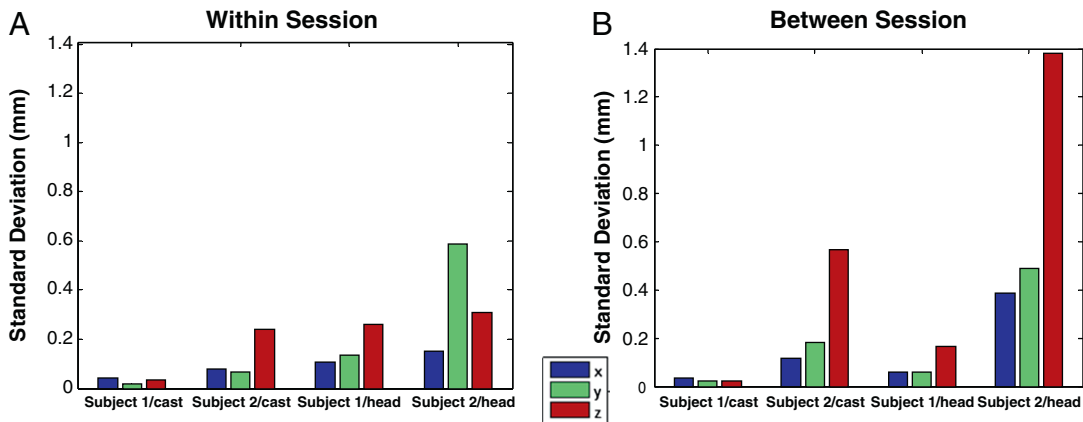 A
Within Session
Standard Deviation (mm)
1.4
1.2
1
0.8
0.6
0.4
0.2
0
Subject 1/cast Subject 2/cast Subject 1/head Subject 2/head
x
y
z
B
Between Session
Standard Deviation (mm)
1.4
1.2
1
0.8
0.6
0.4
0.2
0
Subject 1/cast Subject 2/cast Subject 1/head Subject 2/head